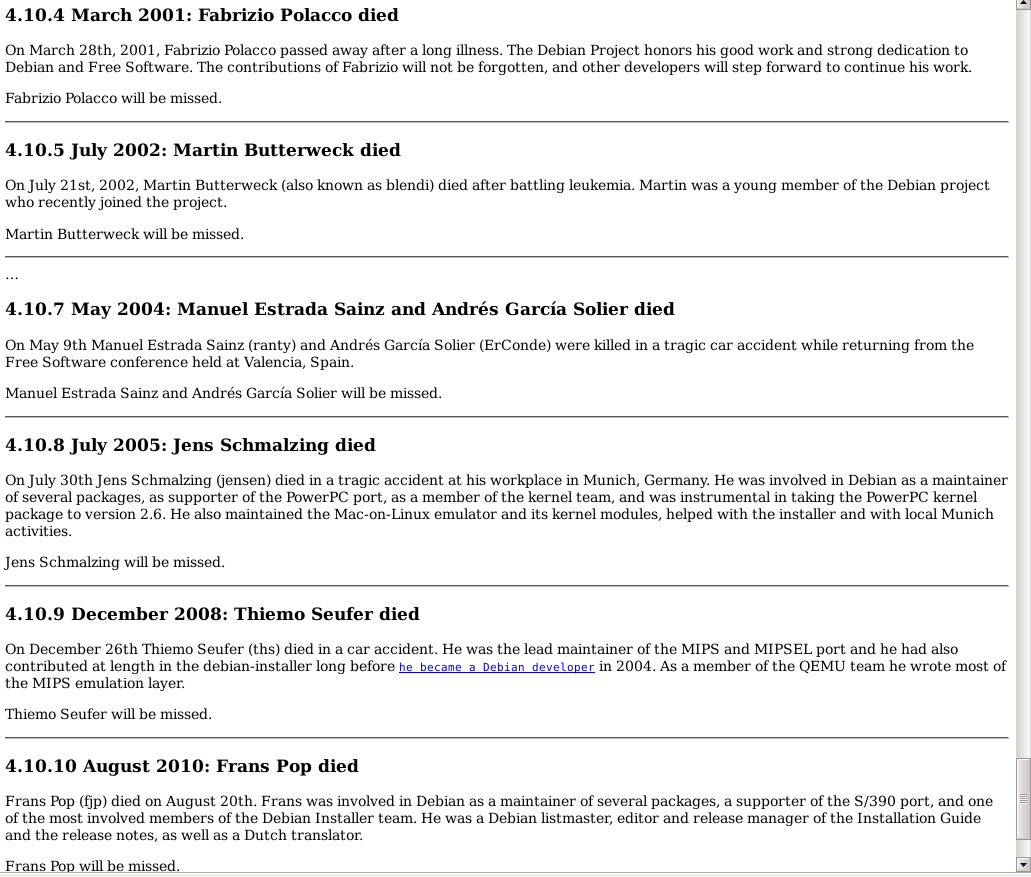 4.10.4 March 2001: Fabrizio Polacco died
On March 28th, 2001, Fabrizio Polacco passed away after a long illness. The Debian Project honors his good work and strong dedication to
Debian and Free Software. The contributions of Fabrizio will not be forgotten, and other developers will step forward to continue his work.
Fabrizio Polacco will be missed.
4.10.5 July 2002: Martin Butterweck died
On July 21st, 2002, Martin Butterweck (also known as blendi) died after battling leukemia. Martin was a young member of the Debian project
who recently joined the project.
Martin Butterweck will be missed.
...
4.10.7 May 2004: Manuel Estrada Sainz and Andrés García Solier died
On May 9th Manuel Estrada Sainz (ranty) and Andrés García Solier (ErConde) were killed in a tragic car accident while returning from the
Free Software conference held at Valencia, Spain.
Manuel Estrada Sainz and Andrés García Solier will be missed.
4.10.8 July 2005: Jens Schmalzing died
On July 30th Jens Schmalzing (jensen) died in a tragic accident at his workplace in Munich, Germany. He was involved in Debian as a maintainer
of several packages, as supporter of the PowerPC port, as a member of the kernel team, and was instrumental in taking the PowerPC kernel
package to version 2.6. He also maintained the Mac-on-Linux emulator and its kernel modules, helped with the installer and with local Munich
activities.
Jens Schmalzing will be missed.
4.10.9 December 2008: Thiemo Seufer died
On December 26th Thiemo Seufer (ths) died in a car accident. He was the lead maintainer of the MIPS and MIPSEL port and he had also
contributed at length in the debian-installer long before he became a Debian developer in 2004. As a member of the QEMU team he wrote most of
the MIPS emulation layer.
Thiemo Seufer will be missed.
4.10.10 August 2010: Frans Pop died
Frans Pop (fjp) died on August 20th. Frans was involved in Debian as a maintainer of several packages, a supporter of the S/390 port, and one
of the most involved members of the Debian Installer team. He was a Debian listmaster, editor and release manager of the Installation Guide
and the release notes, as well as a Dutch translator.
Frans Pop will be missed.